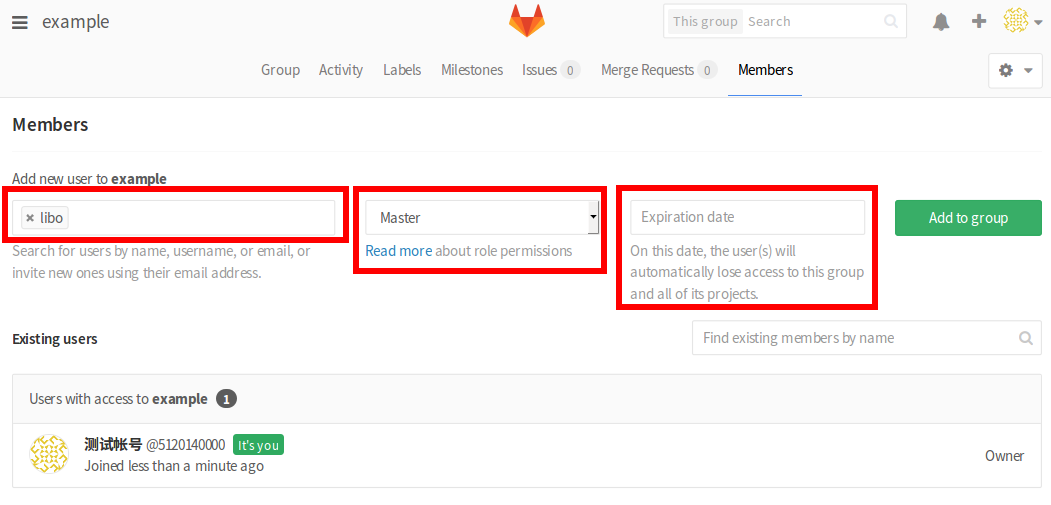 example
This group Search
Group Activity Labels Milestones Issues 0 Merge Requests 0 Members
Members
Add new user to example
× libo
Master
Expiration date
Add to group
Search for users by name, username, or email, or
invite new ones using their email address.
Read more about role permissions
On this date, the user(s) will
automatically lose access to this group
and all of its projects.
Existing users
Find existing members by name
Users with access to example 1
测试帐号 @5120140000 It's you
Joined less than a minute ago
Owner